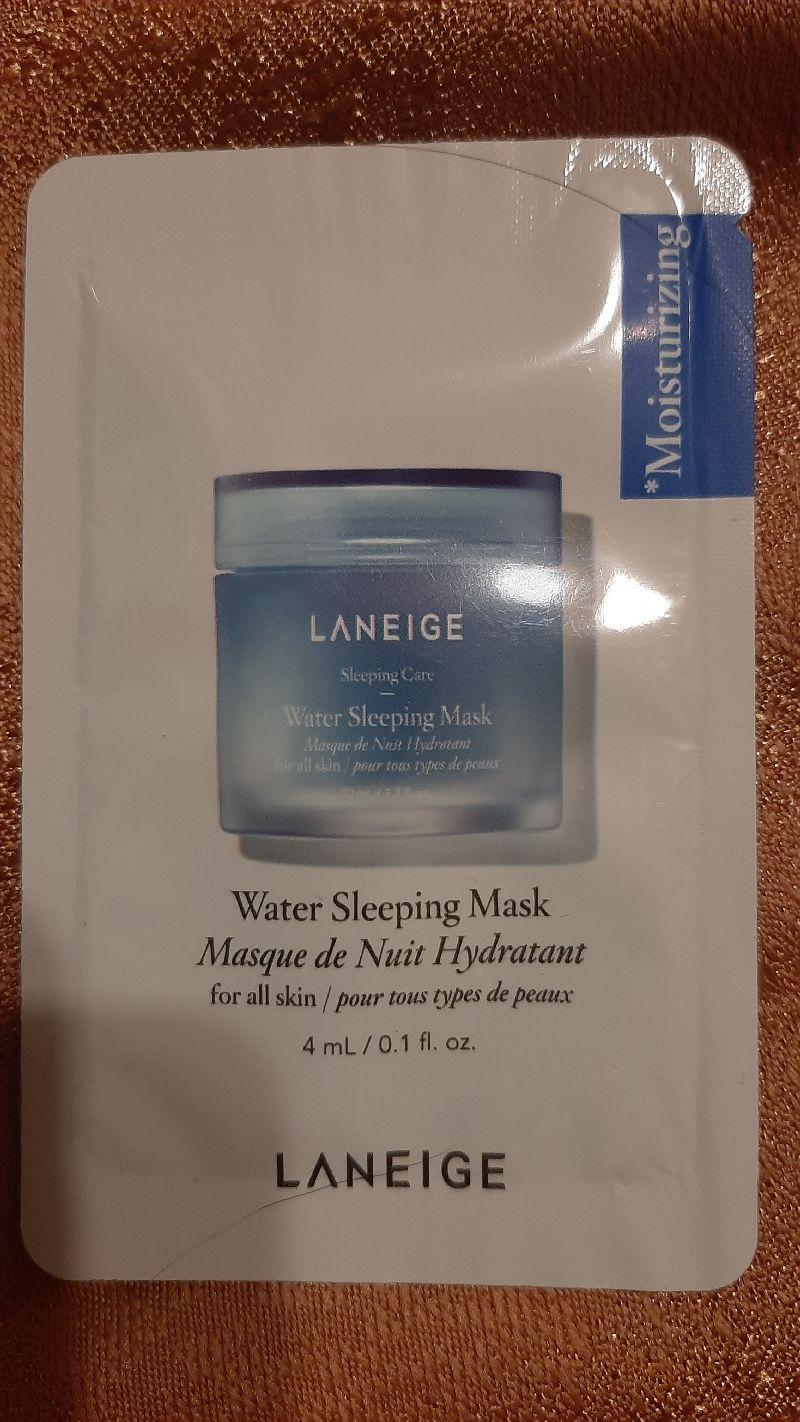 *Moisturizing
LANEIGE
Sleeping Care
Water Sleeping Mask
Masque de Nuit Hydratant
for all skin / pour tous types de peaux
Water Sleeping Mask
Masque de Nuit Hydratant
for all skin / pour tous types de peaux
4 mL / 0.1 fl. oz.
LANEIGE